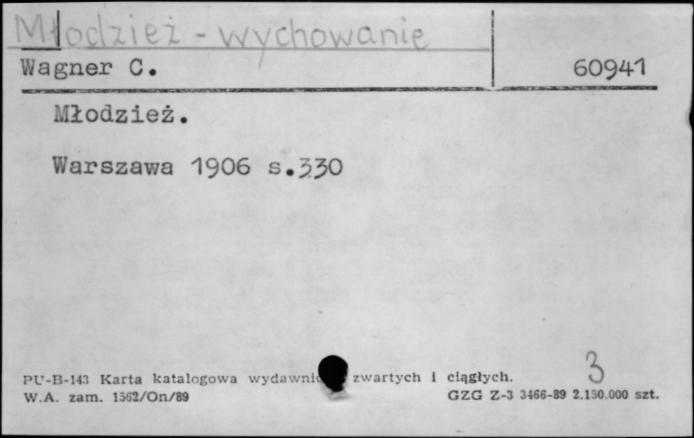 Młodzież - wychowanie
Wagner C. 60941
Młodzież.
Warszawa 1906 s.330
3
PU-B-143 Karta katalogowa wydawnic zwartych i ciągłych.
W.A. zam. 1562/On/89 GZG Z-3 3466-89 2.150.000 szt.